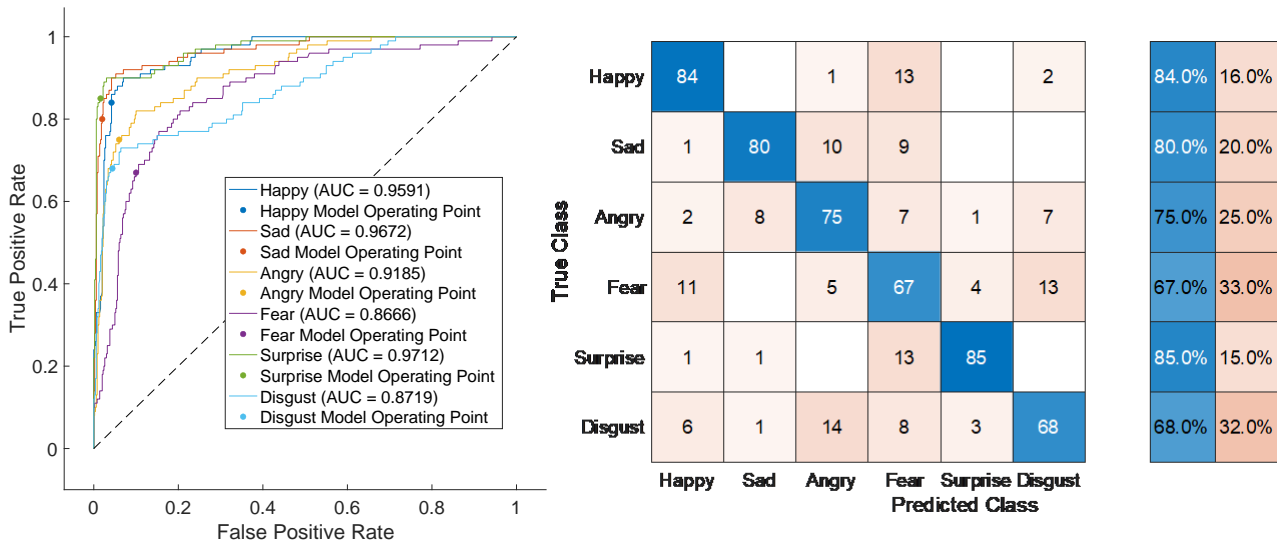 1
0.8
0.6
0.4
0.2
0
True Positive Rate
0 0.2 0.4 0.6 0.8 1
False Positive Rate
Happy (AUC = 0.9591)
Happy Model Operating Point
Sad (AUC = 0.9672)
Sad Model Operating Point
Angry (AUC = 0.9185)
Angry Model Operating Point
Fear (AUC = 0.8666)
Fear Model Operating Point
Surprise (AUC = 0.9712)
Surprise Model Operating Point
Disgust (AUC = 0.8719)
Disgust Model Operating Point
True Class
Happy 84 1 13 2 84.0% 16.0%
Sad 1 80 10 9 80.0% 20.0%
Angry 2 8 75 7 1 7 75.0% 25.0%
Fear 11 5 67 4 13 67.0% 33.0%
Surprise 1 1 13 85 85.0% 15.0%
Disgust 6 1 14 8 3 68 68.0% 32.0%
Happy Sad Angry Fear Surprise Disgust
Predicted Class